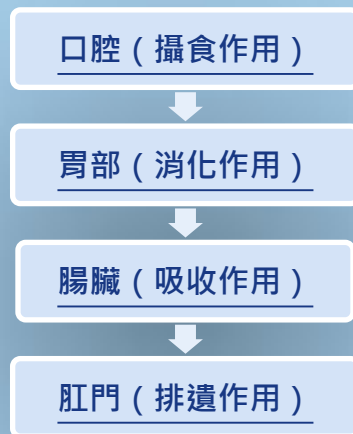 口腔（攝食作用）
胃部（消化作用）
腸臟（吸收作用）
肛門（排遺作用）